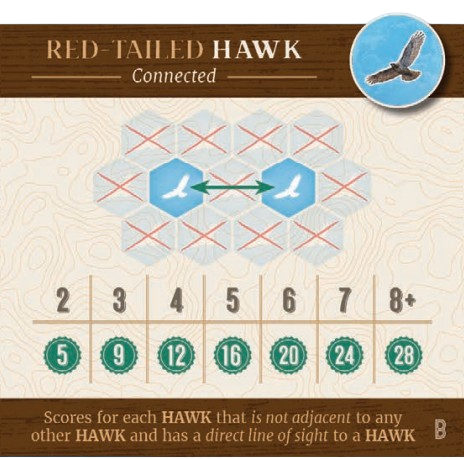 RED-TAILED HAWK
Connected
2 3 4 5 6 7 8+
5 9 12 16 20 24 28
Scores for each HAWK that is not adjacent to any
other HAWK and has a direct line of sight to a HAWK
B